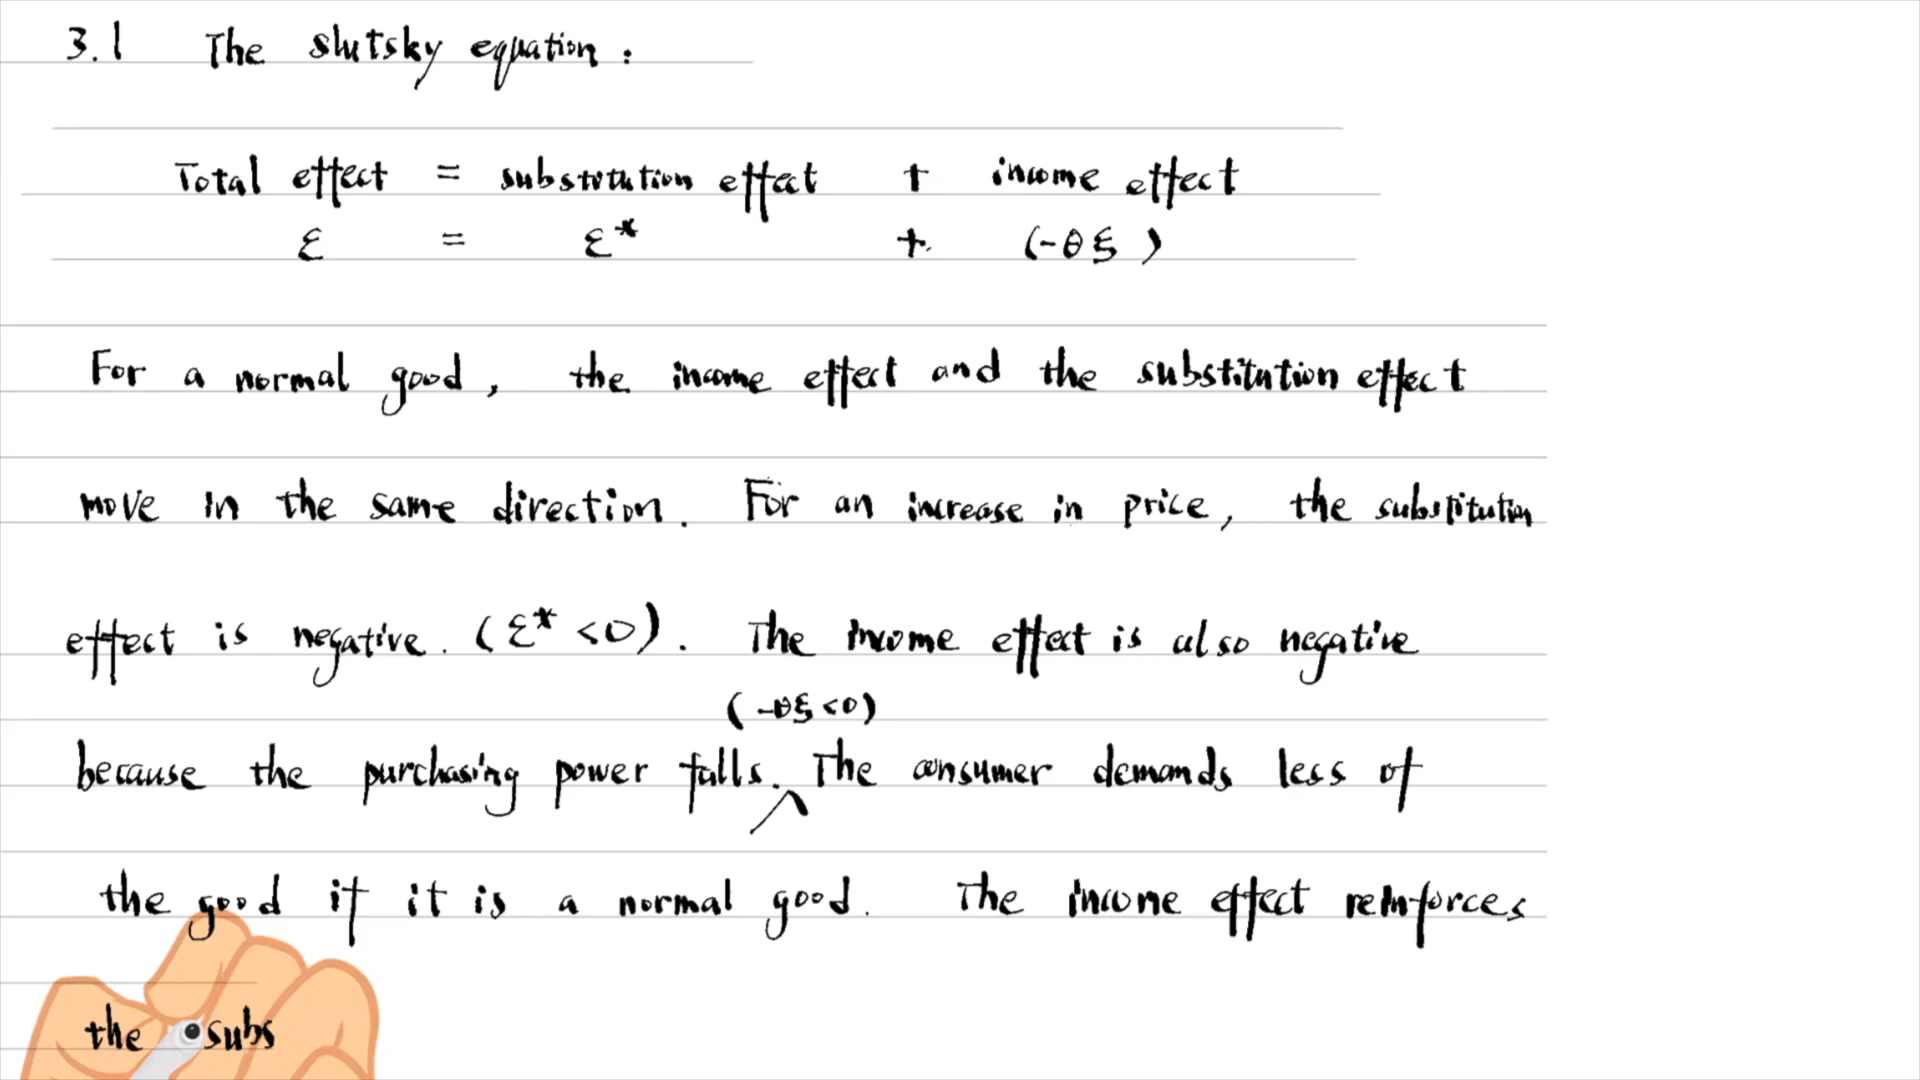 3.1 The slutsky equation :
Total effect = substitution effect + income effect
ε = ε* + (-θξ)
For a normal good, the income effect and the substitution effect
move in the same direction. For an increase in price, the substitution
effect is negative. (ε* <0). The income effect is also negative
(-θξ <0)
because the purchasing power falls. The consumer demands less of
the good if it is a normal good. The income effect reinforces
the subs